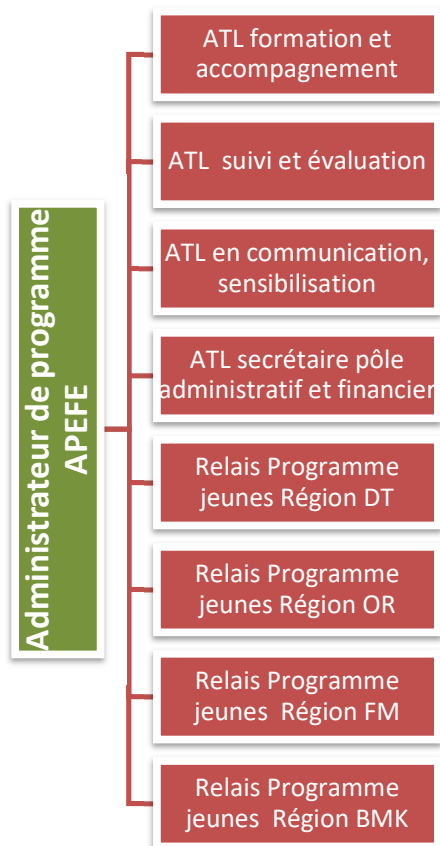 Administrateur de programme
APEFE
ATL formation et
accompagnement
ATL suivi et évaluation
ATL en communication,
sensibilisation
ATL secrétaire pôle
administratif et financier
Relais Programme
jeunes Région DT
Relais Programme
jeunes Région OR
Relais Programme
jeunes Région FM
Relais Programme
jeunes Région BMK